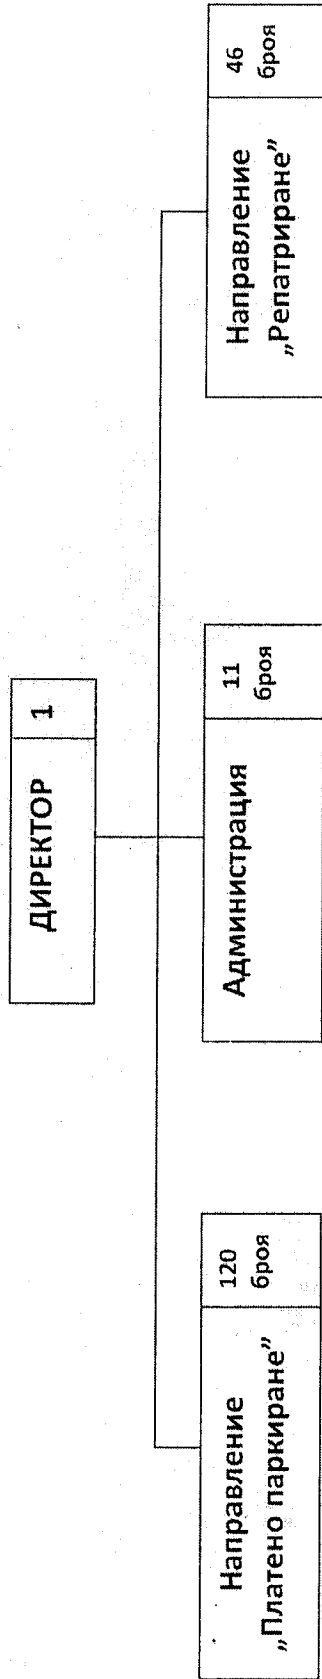 ДИРЕКТОР
1
Направление
„Платено паркиране”
120
броя
Администрация
11
броя
Направление
„Репатриране”
46
броя